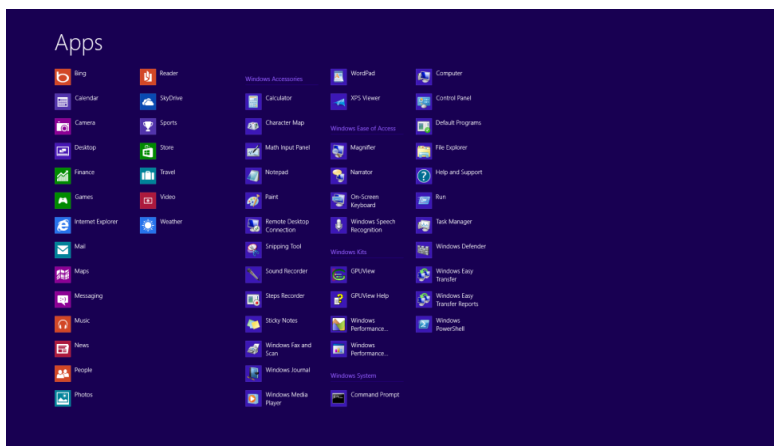 Apps
Bing
Calendar
Camera
Desktop
Finance
Games
Internet Explorer
Mail
Maps
Messaging
Music
News
People
Photos
Reader
SkyDrive
Sports
Store
Travel
Video
Weather
Windows Accessories
Calculator
Character Map
Math Input Panel
Notepad
Paint
Remote Desktop
Connection
Snipping Tool
Sound Recorder
Steps Recorder
Sticky Notes
Windows Fax and
Scan
Windows Journal
Windows Media
Player
WordPad
XPS Viewer
Windows Ease of Access
Magnifier
Narrator
On-Screen
Keyboard
Windows Speech
Recognition
Windows Kits
GPUView
GPUView Help
Windows
Performance...
Windows
Performance...
Windows System
Command Prompt
Computer
Control Panel
Default Programs
File Explorer
Help and Support
Run
Task Manager
Windows Defender
Windows Easy
Transfer
Windows Easy
Transfer Reports
Windows
PowerShell